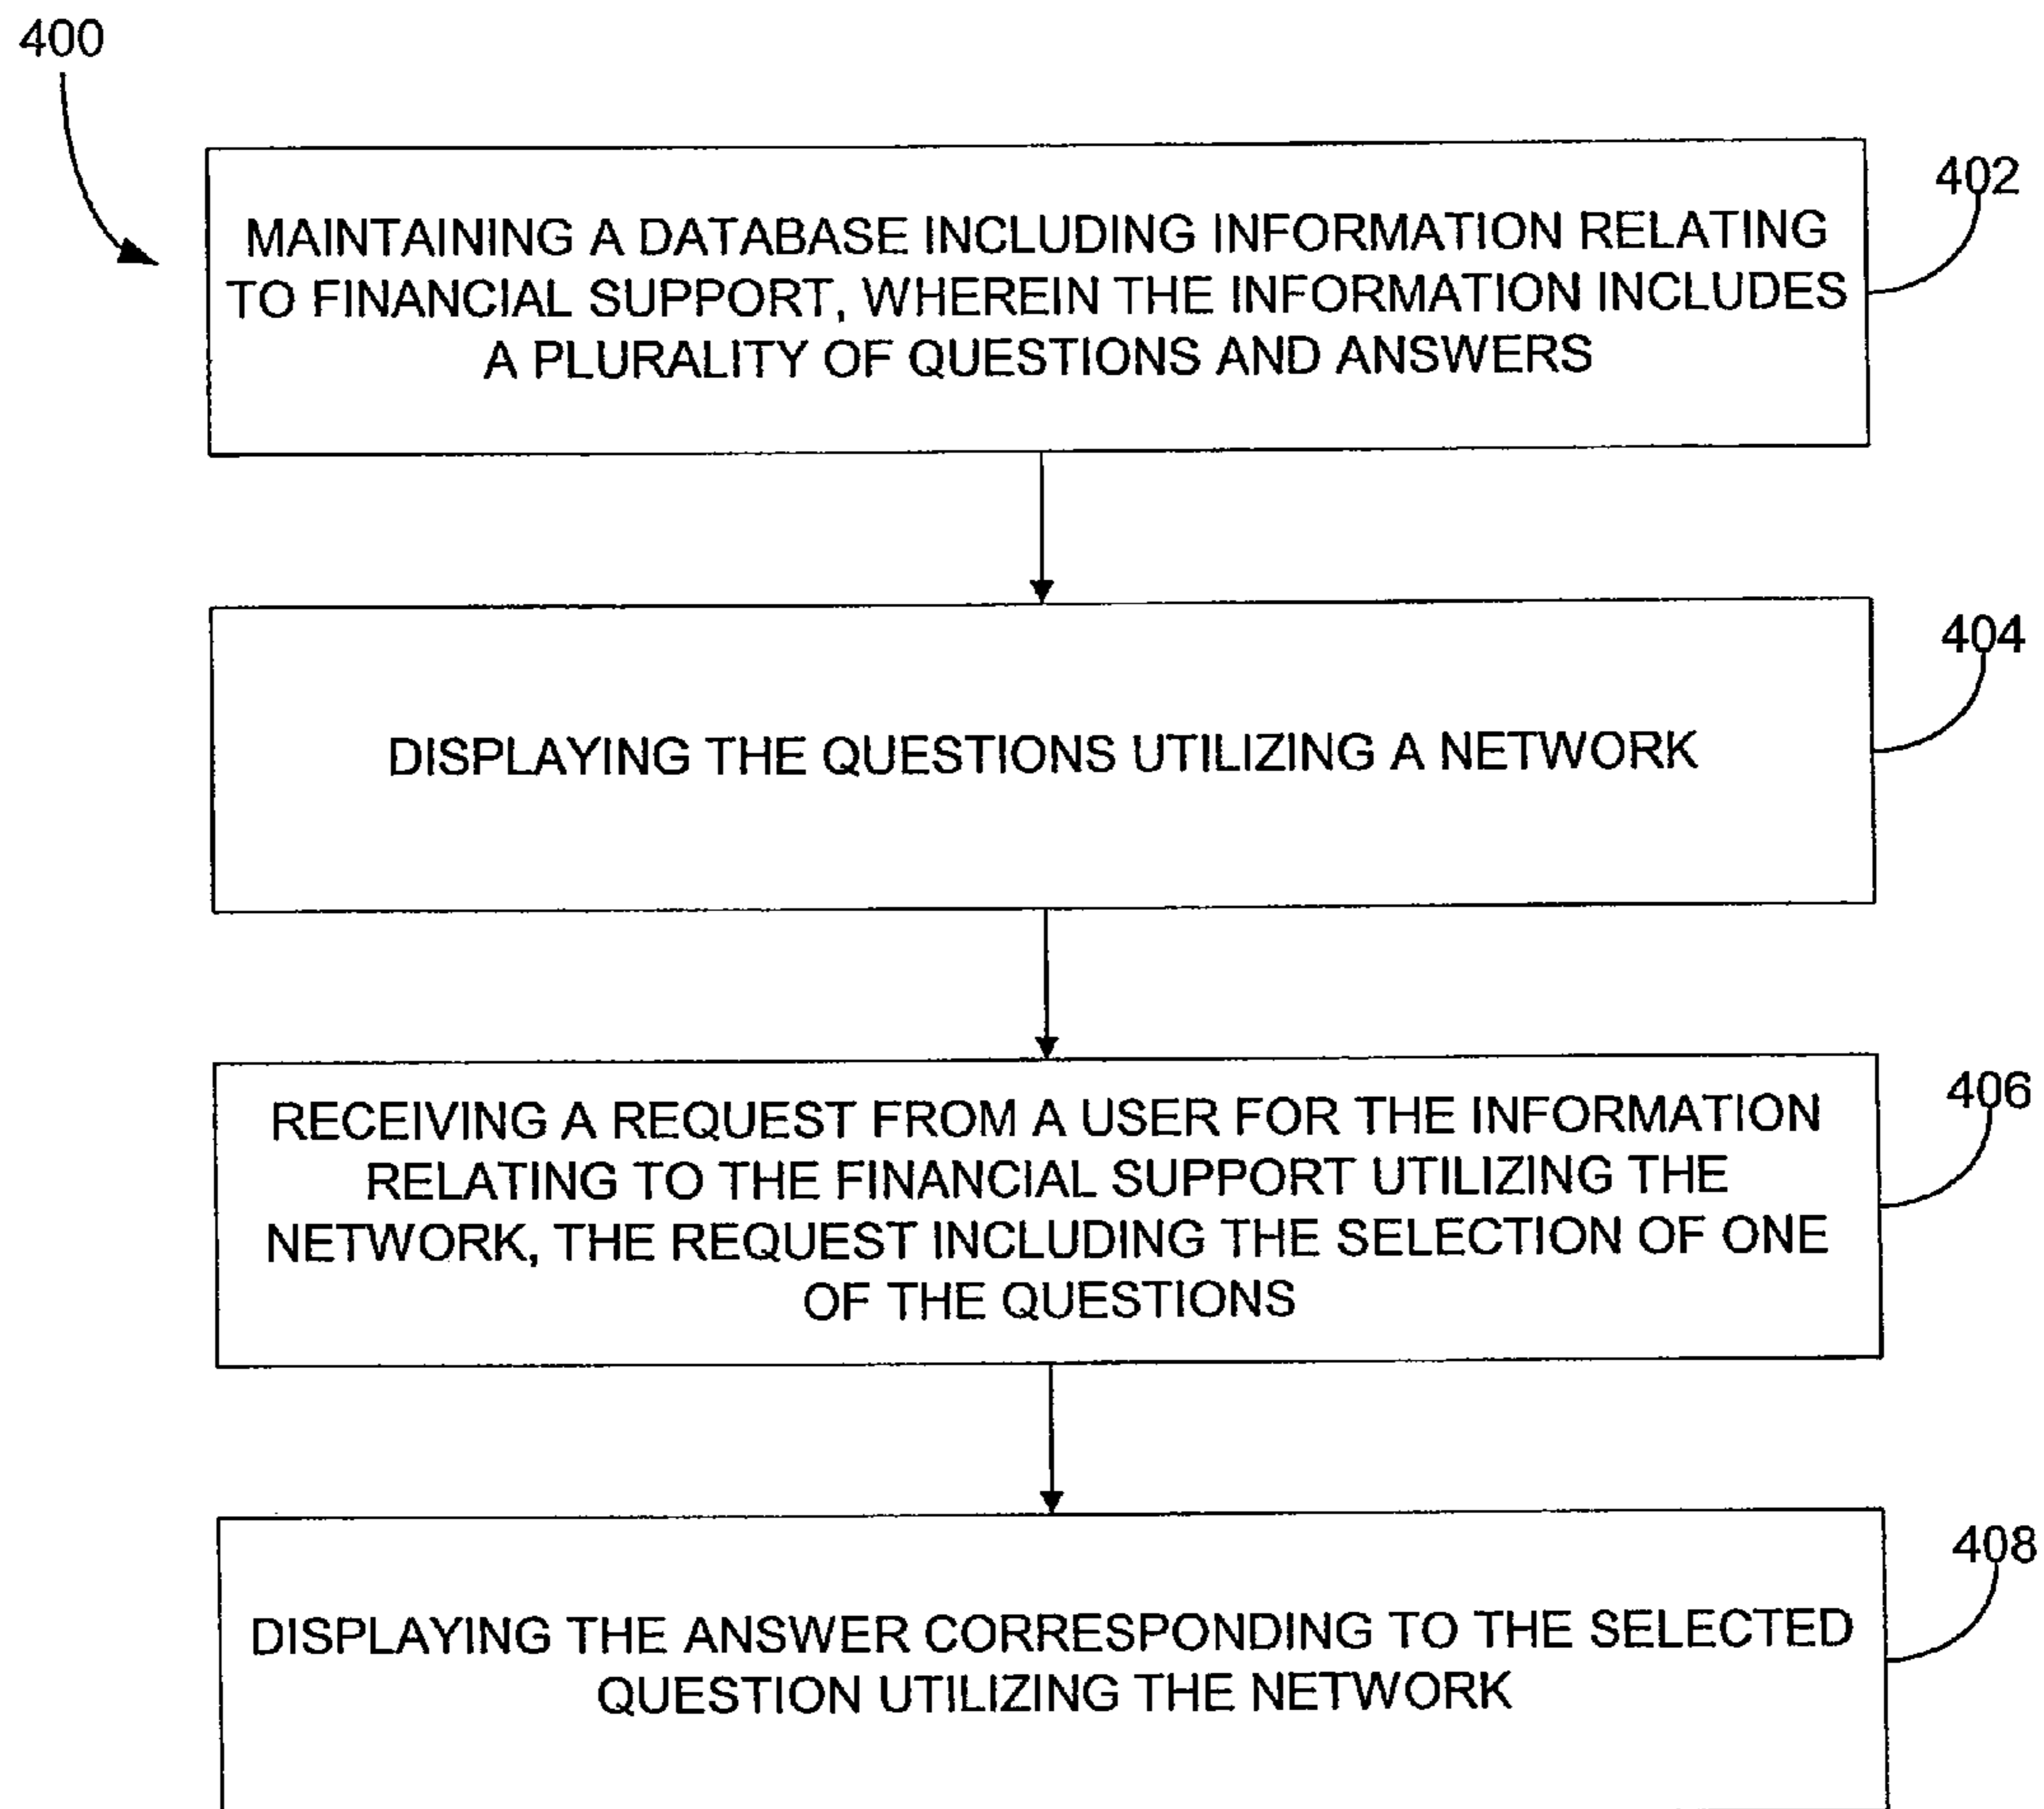 400
402
MAINTAINING A DATABASE INCLUDING INFORMATION RELATING
TO FINANCIAL SUPPORT, WHEREIN THE INFORMATION INCLUDES
A PLURALITY OF QUESTIONS AND ANSWERS
404
DISPLAYING THE QUESTIONS UTILIZING A NETWORK
406
RECEIVING A REQUEST FROM A USER FOR THE INFORMATION
RELATING TO THE FINANCIAL SUPPORT UTILIZING THE
NETWORK, THE REQUEST INCLUDING THE SELECTION OF ONE
OF THE QUESTIONS
408
DISPLAYING THE ANSWER CORRESPONDING TO THE SELECTED
QUESTION UTILIZING THE NETWORK